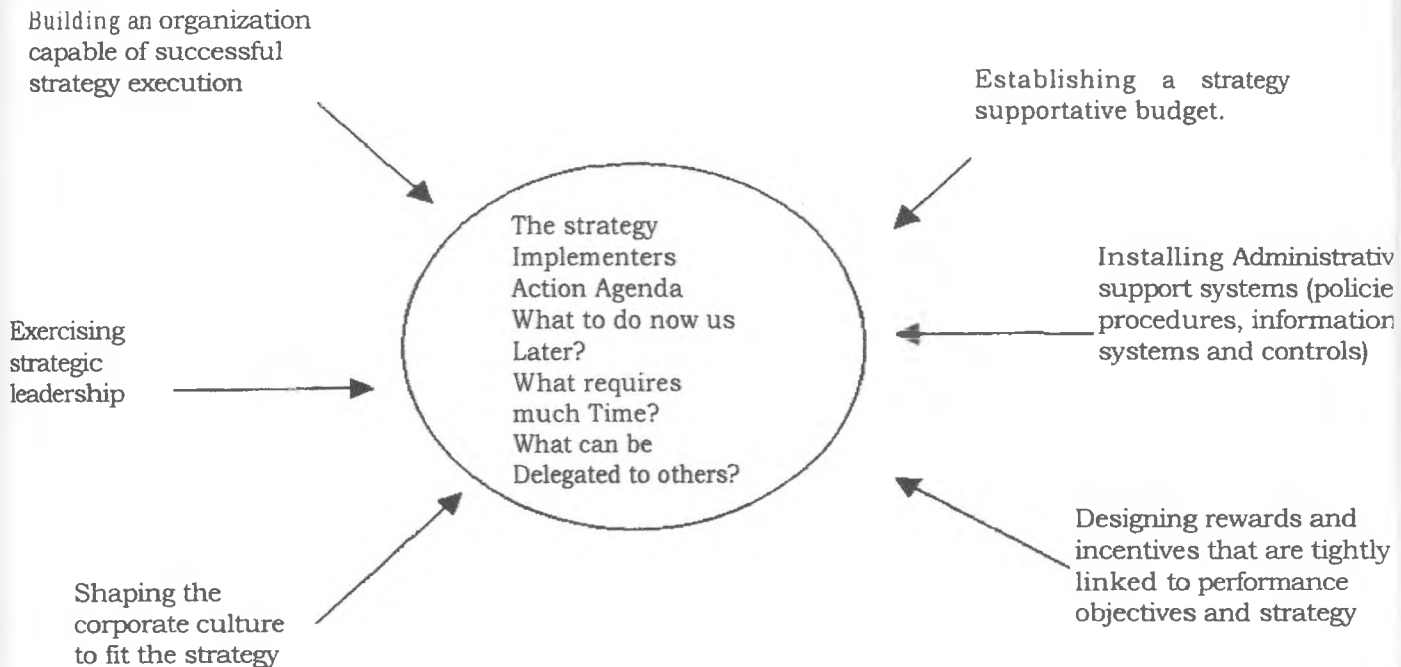 Building an organization
capable of successful
strategy execution
Establishing a strategy
supportative budget.
The strategy
Implementers
Action Agenda
What to do now us
Later?
What requires
much Time?
What can be
Delegated to others?
Installing Administrativ
support systems (policie
procedures, information
systems and controls)
Exercising
strategic
leadership
Designing rewards and
incentives that are tightly
linked to performance
objectives and strategy
Shaping the
corporate culture
to fit the strategy